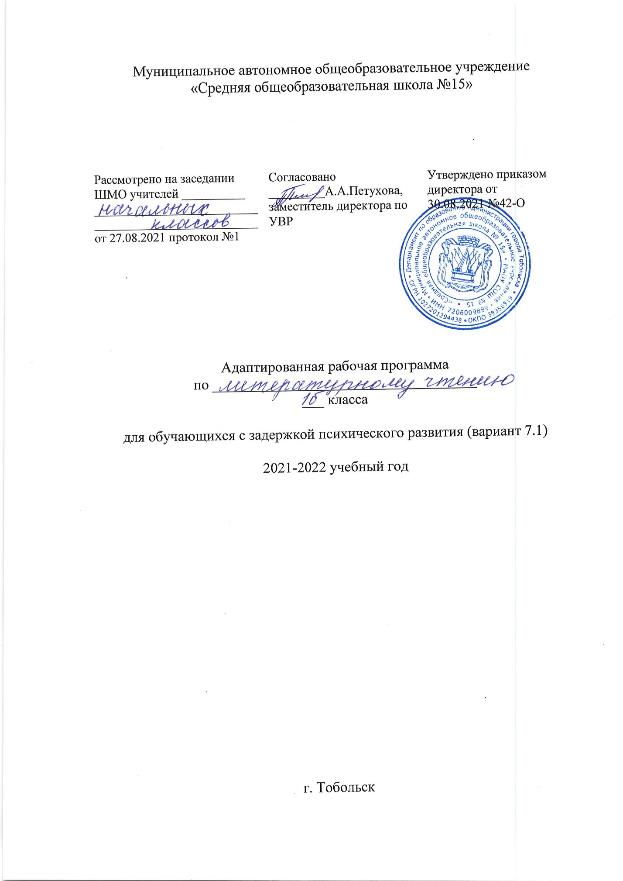 Муниципальное автономное общеобразовательное учреждение
«Средняя общеобразовательная школа №15»
Рассмотрено на заседании
ШМО учителей
начальных
классов
от 27.08.2021 протокол №1
Согласовано
А.А.Петухова,
заместитель директора по
УВР
Утверждено приказом
директора от
30.08.2021 №42-О
Адаптированная рабочая программа
по литературному чтению
1б класса
для обучающихся с задержкой психического развития (вариант 7.1)
2021-2022 учебный год
г. Тобольск